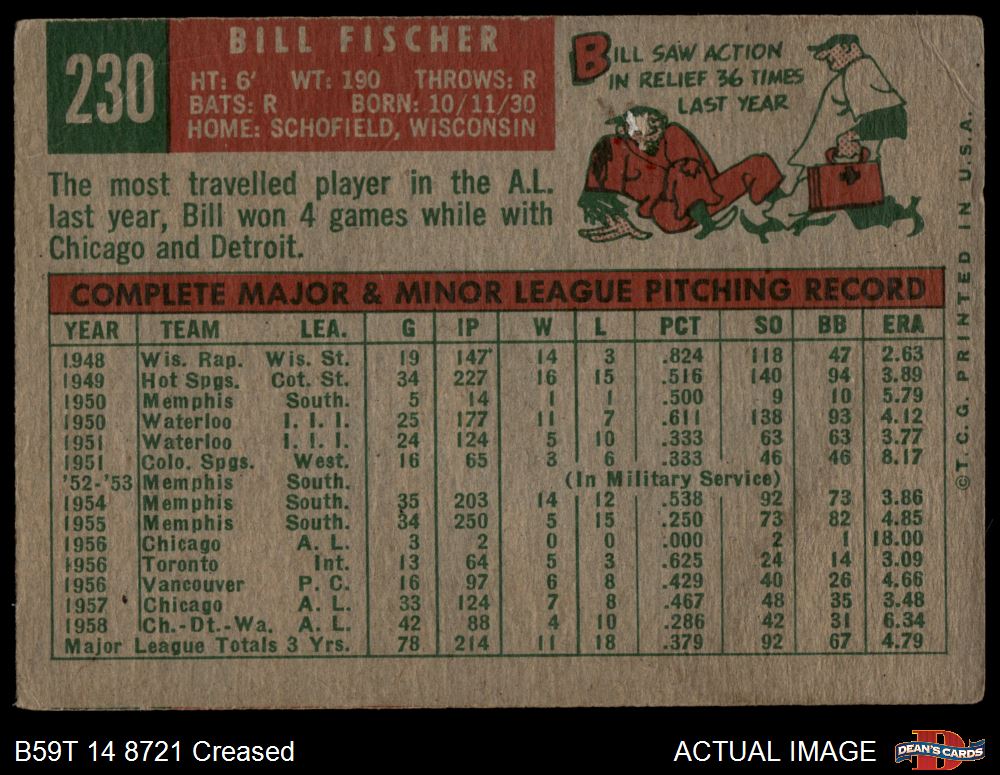 230
BILL FISCHER
HT: 6' WT: 190 THROWS: R
BATS: R BORN: 10/11/30
HOME: SCHOFIELD, WISCONSIN
The most travelled player in the A.L.
last year, Bill won 4 games while with
Chicago and Detroit.
BILL SAW ACTION
IN RELIEF 36 TIMES
LAST YEAR
COMPLETE MAJOR & MINOR LEAGUE PITCHING RECORD
YEAR TEAM LEA. G IP W L PCT SO BB ERA
1948 Wis. Rap. Wis. St. 19 147 14 3 .824 118 47 2.63
1949 Hot Spgs. Cot. St. 34 227 16 15 .516 140 94 3.89
1950 Memphis South. 5 14 1 1 .500 9 10 5.79
1950 Waterloo I. I. I. 25 177 11 7 .611 138 93 4.12
1951 Waterloo I. I. I. 24 124 5 10 .333 63 63 3.77
1951 Colo. Spgs. West. 16 65 3 6 .333 46 46 8.17
'52-'53 Memphis South. (In Military Service)
1954 Memphis South. 35 203 14 12 .538 92 73 3.86
1955 Memphis South. 34 250 5 15 .250 73 82 4.85
1956 Chicago A. L. 3 2 0 0 .000 2 1 18.00
1956 Toronto Int. 13 64 5 3 .625 24 14 3.09
1956 Vancouver P. C. 16 97 6 8 .429 40 26 4.66
1957 Chicago A. L. 33 124 7 8 .467 48 35 3.48
1958 Ch.-Dt.-Wa. A. L. 42 88 4 10 .286 42 31 6.34
Major League Totals 3 Yrs. 78 214 11 18 .379 92 67 4.79
©T.C.G. PRINTED IN U.S.A.
B59T 14 8721 Creased
ACTUAL IMAGE
D
DEAN'S CARDS